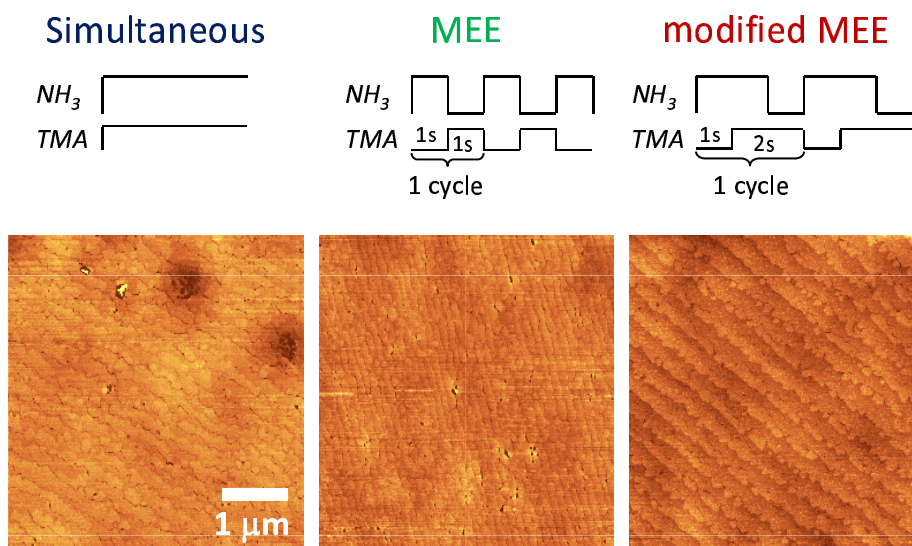 Simultaneous
MEE
modified MEE
NH3
TMA
NH3
TMA
1s
1s
1 cycle
NH3
TMA
1s
2s
1 cycle
1 μm